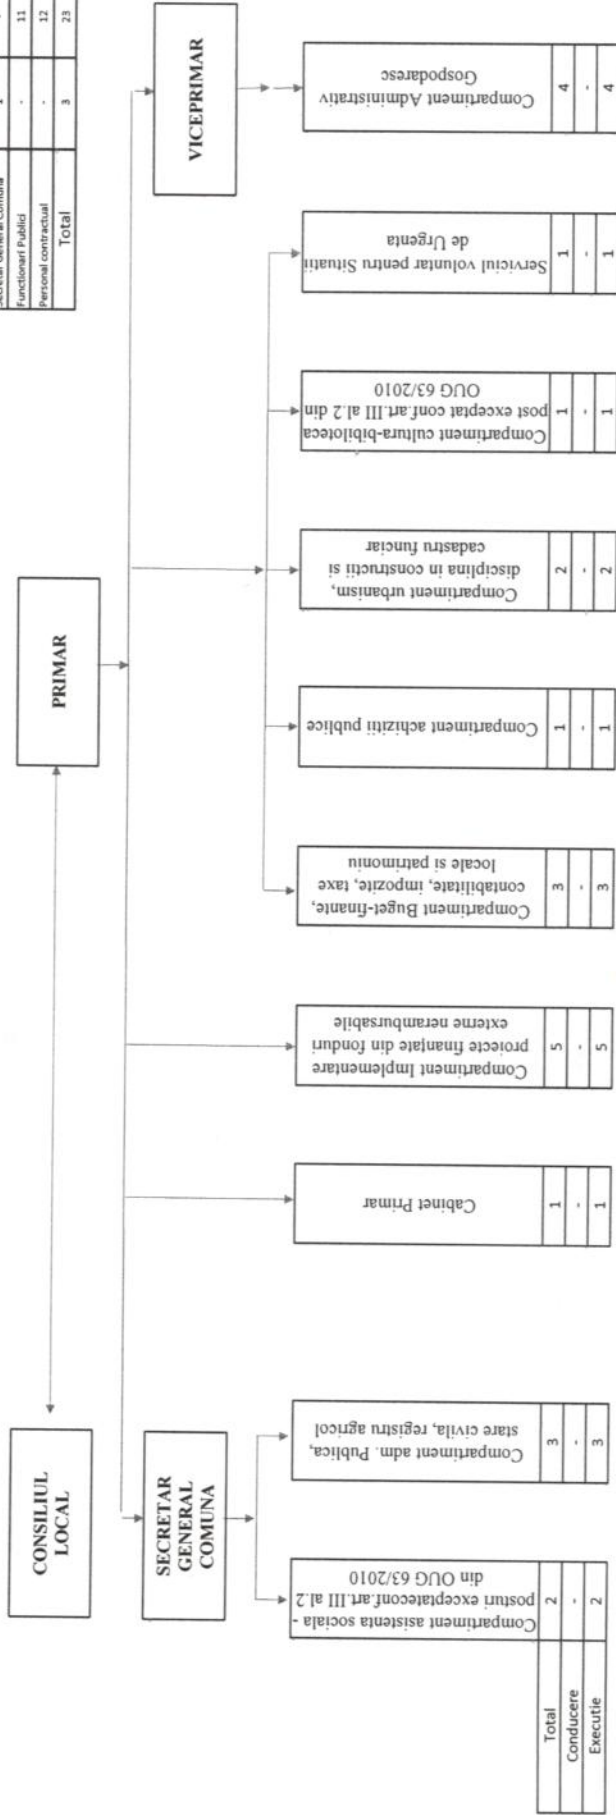 Secretar General Comuna
1
-
Functionari Publici
-
11
Personal contractual
-
12
Total
3
23
CONSILIUL
LOCAL
PRIMAR
SECRETAR
GENERAL
COMUNA
VICEPRIMAR
Compartiment asistenta sociala -
posturi exceptateconf.art.III al.2
din OUG 63/2010
Compartiment adm. Publica,
stare civila, registru agricol
Cabinet Primar
Compartiment Implementare
proiecte finanțate din fonduri
externe nerambursabile
Compartiment Buget-finante,
contabilitate, impozite, taxe
locale si patrimoniu
Compartiment achizitii publice
Compartiment urbanism,
disciplina in constructii si
cadastru funciar
Compartiment cultura-biblioteca
post exceptat conf.art.III al.2 din
OUG 63/2010
Serviciul voluntar pentru Situatii
de Urgenta
Compartiment Administrativ
Gospodaresc
Total 2 3 1 5 3 1 2 1 1 4
Conducere - - - - - - - - - -
Executie 2 3 1 5 3 1 2 1 1 4